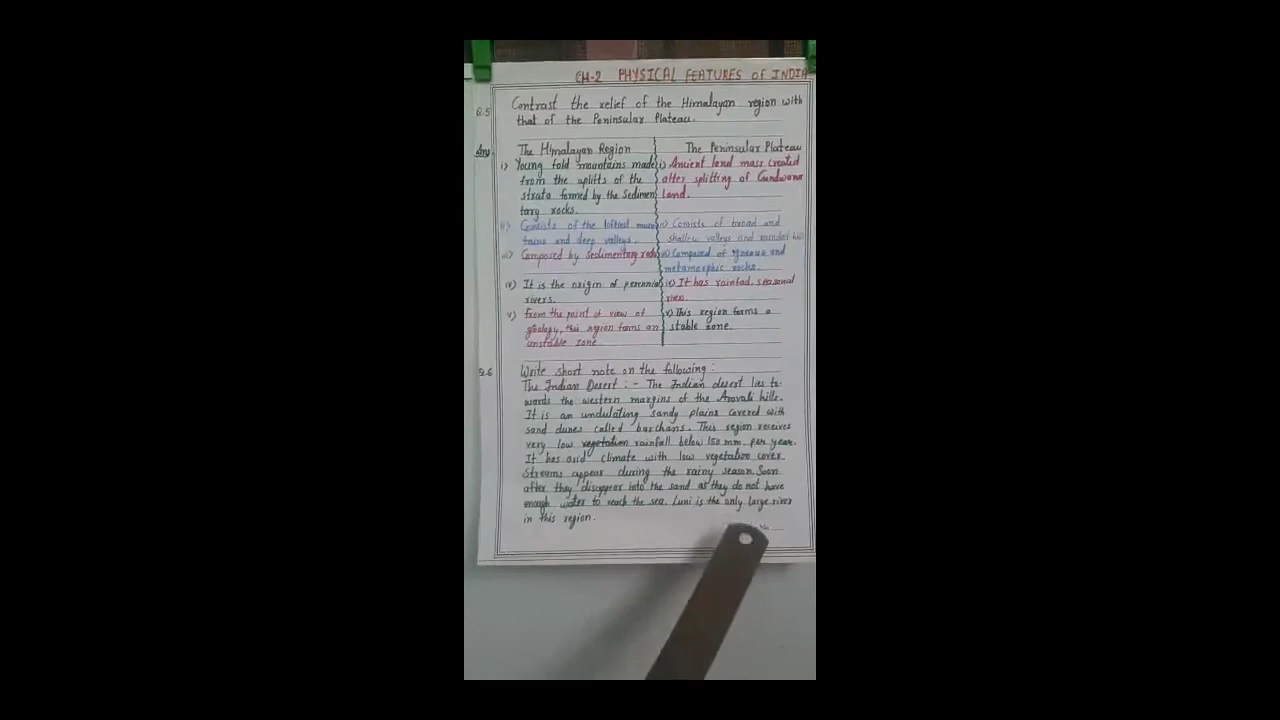 CH-2 PHYSICAL FEATURES OF INDIA
Q.5 Contrast the relief of the Himalayan region with
that of the Peninsular Plateau.
Ans. The Himalayan Region
i) Young fold mountains made
from the uplifts of the
strata formed by the Sedimen
tary rocks.
ii) Consists of the loftiest moun
tains and deep valleys.
iii) Composed by Sedimentary rocks
iv) It is the origin of perennial
rivers.
v) From the point of view of
geology, this region forms an
unstable zone.
The Peninsular Plateau
i) Ancient land mass created
after splitting of Gondwana
Land.
ii) Consists of broad and
shallow valleys and rounded hills
iii) Composed of igneous and
metamorphic rocks.
iv) It has rainfed, seasonal
river.
v) This region forms a
stable zone.
Q.6 Write short note on the following :
The Indian Desert : - The Indian desert lies to-
wards the western margins of the Aravali hills.
It is an undulating sandy plains covered with
sand dunes called barchans. This region receives
very low vegetation rainfall below 150 mm. per year.
It has arid climate with low vegetation cover.
Streams appear during the rainy season. Soon
after they disappear into the sand as they do not have
enough water to reach the sea. Luni is the only large river
in this region.
No.